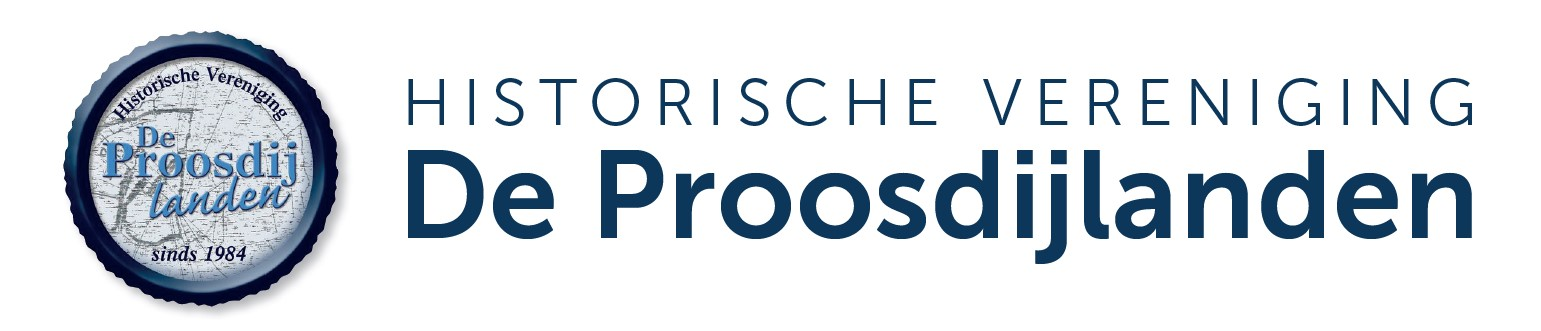 Historische Vereniging
De
Proosdij
landen
sinds 1984
HISTORISCHE VERENIGING
De Proosdijlanden